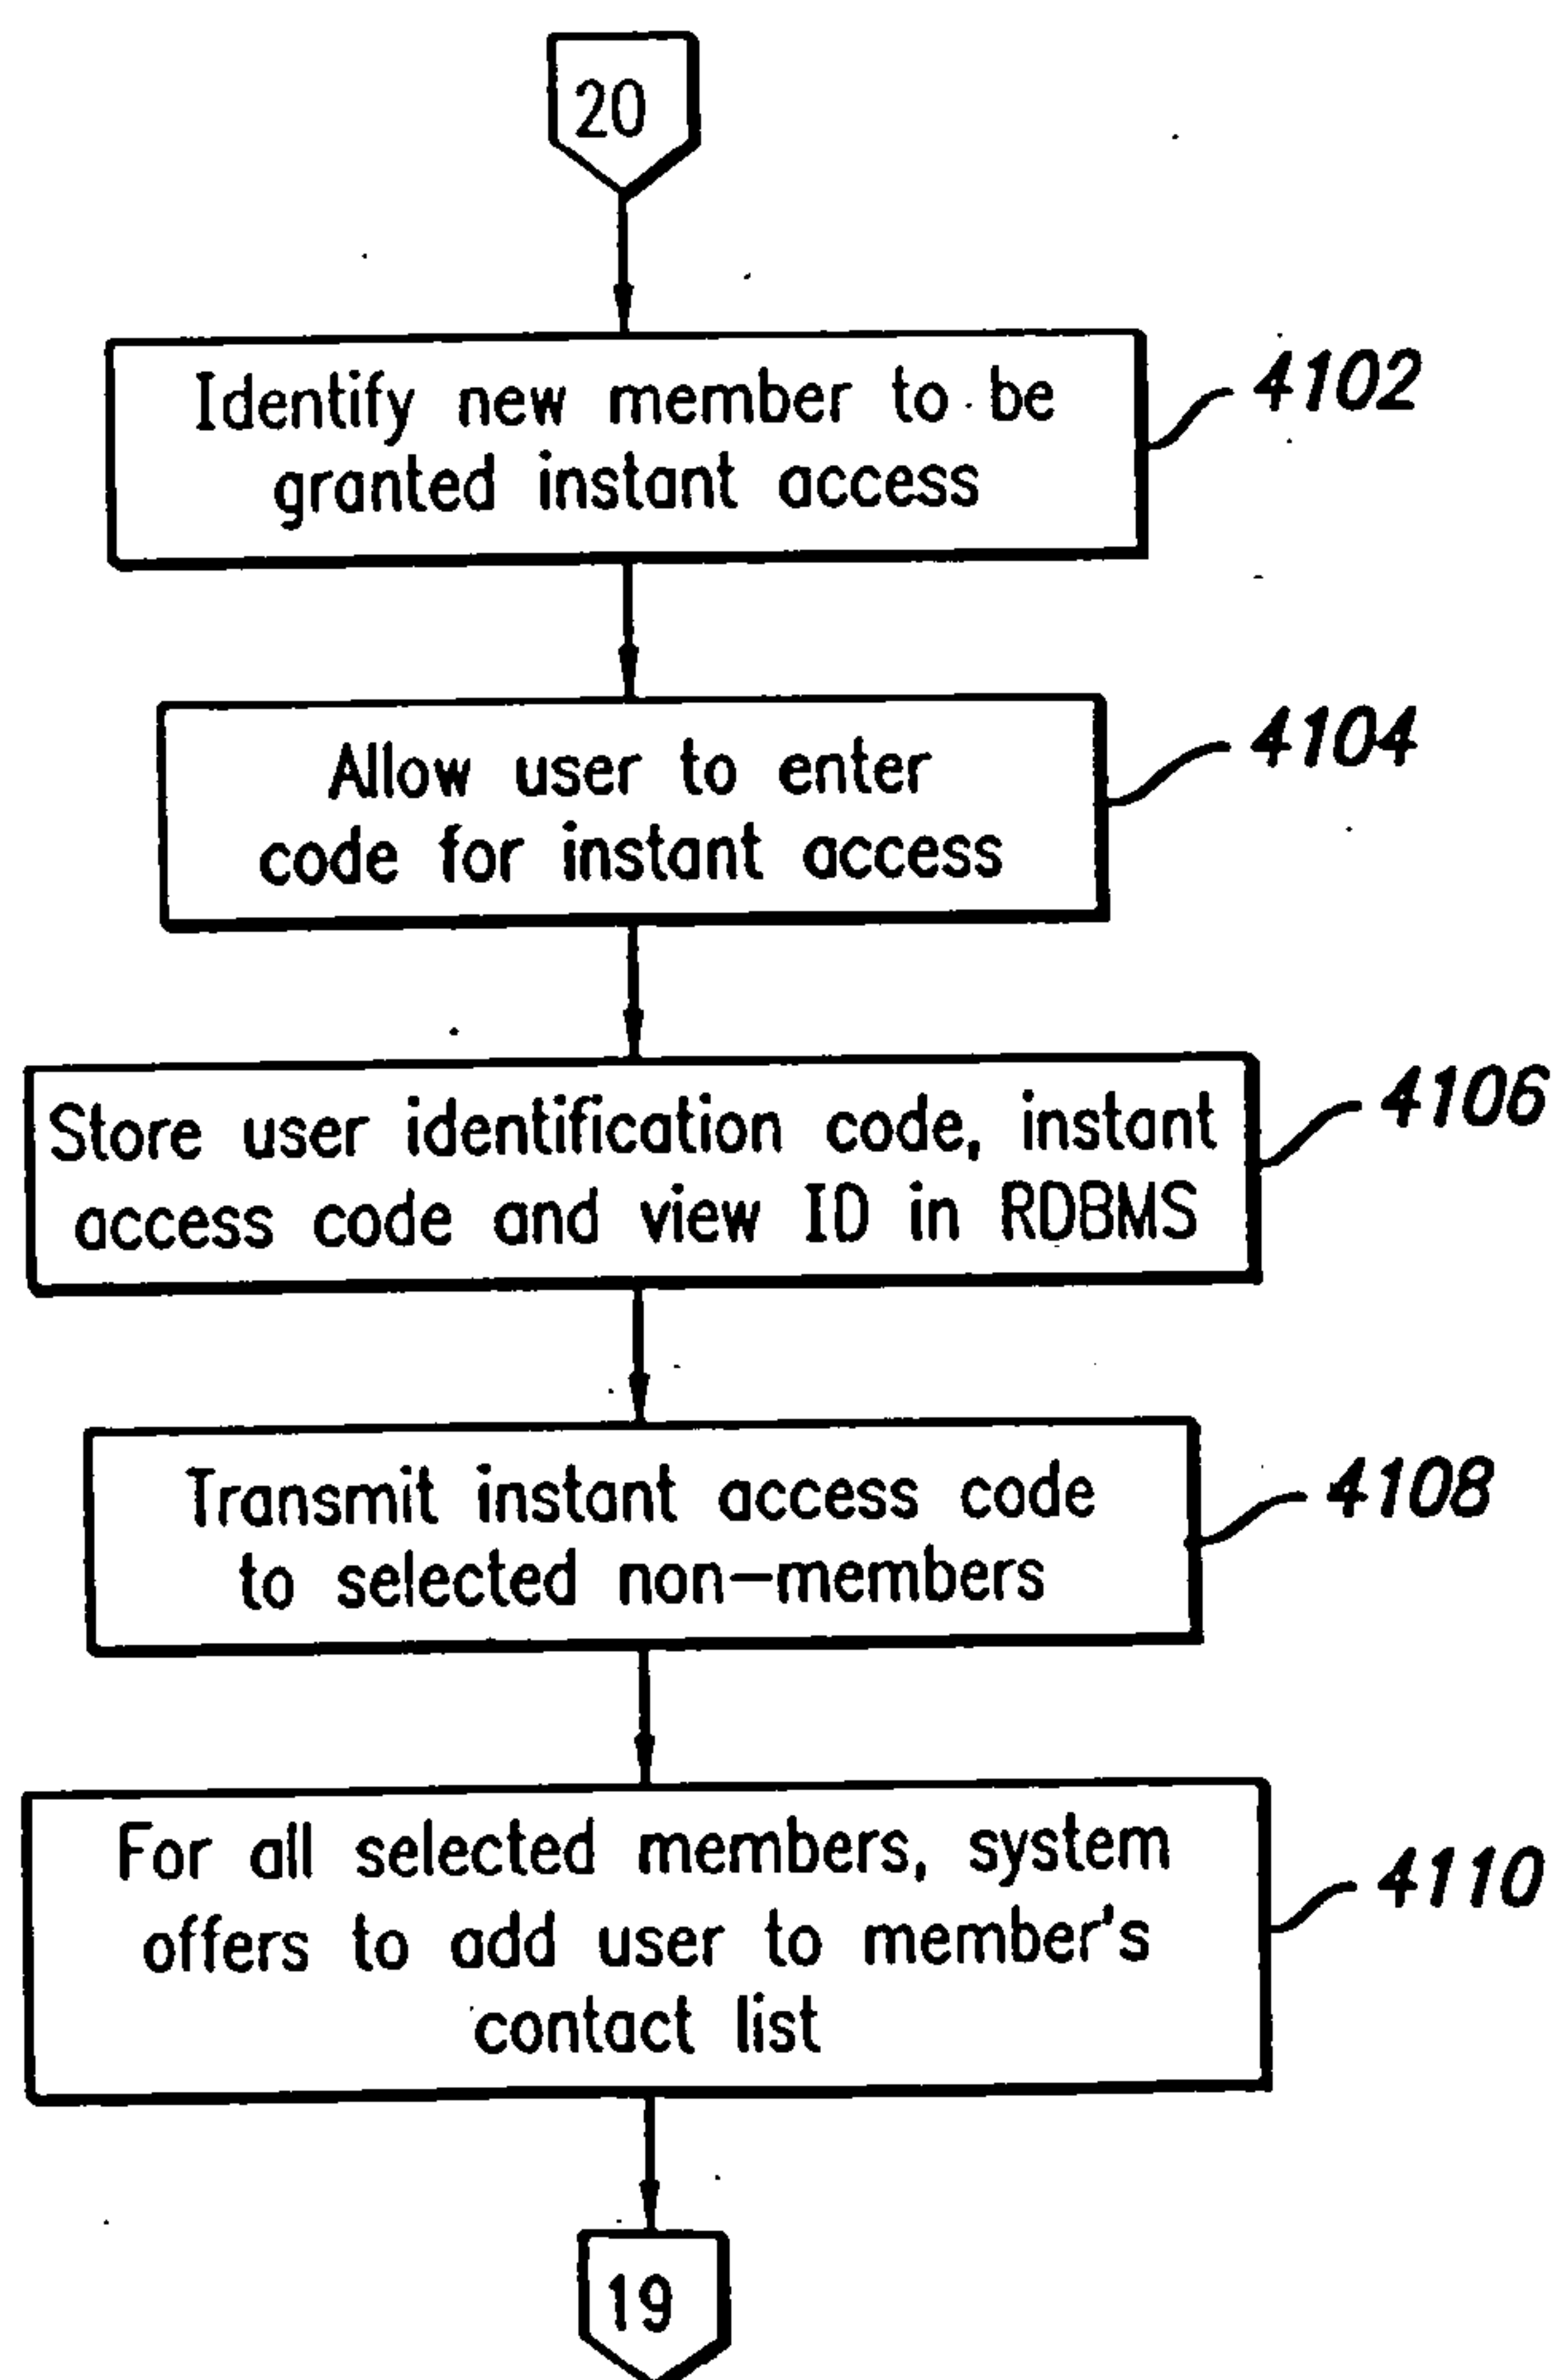 20
Identify new member to be
granted instant access
4102
Allow user to enter
code for instant access
4104
Store user identification code, instant
access code and view ID in RDBMS
4106
Transmit instant access code
to selected non-members
4108
For all selected members, system
offers to add user to member's
contact list
4110
19